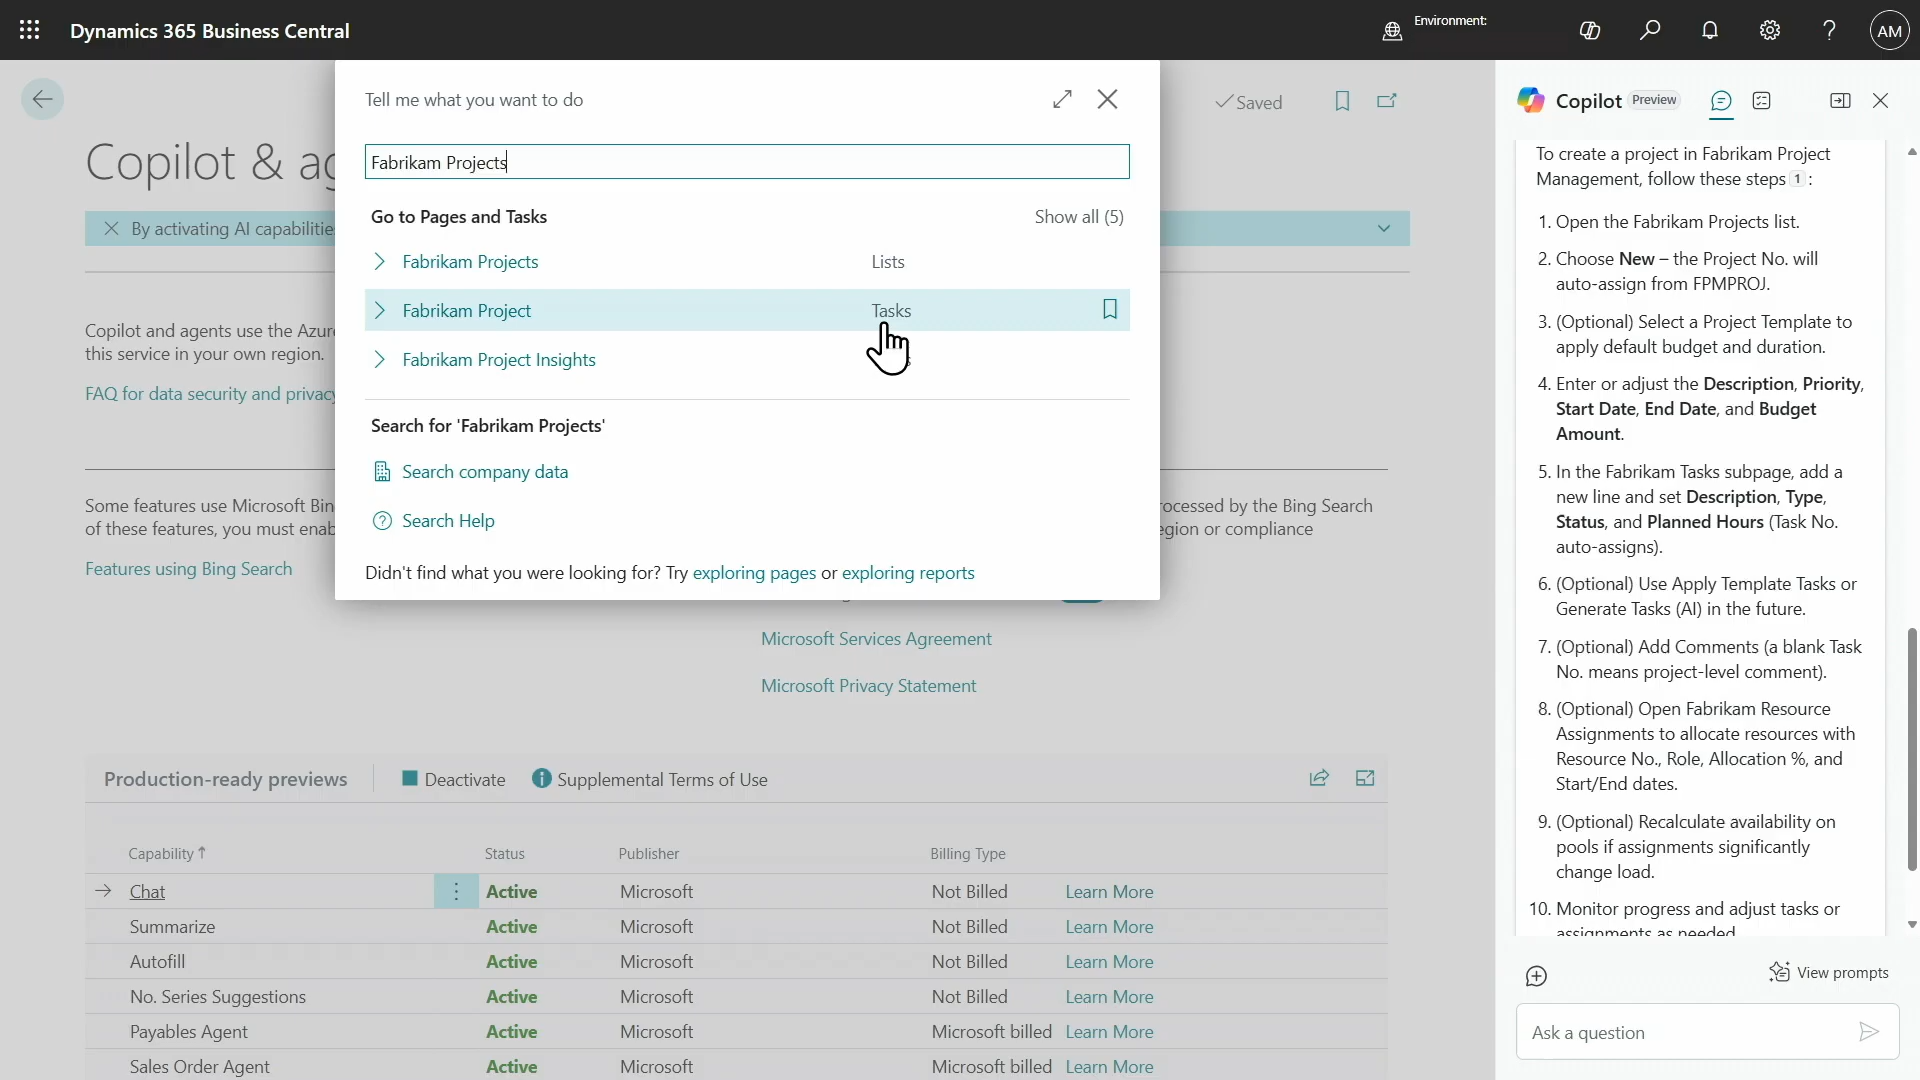 Dynamics 365 Business Central
Environment:
AM
Tell me what you want to do
Saved
Copilot & ag
Fabrikam Projects
By activating AI capabilitie
Go to Pages and Tasks
Show all (5)
Fabrikam Projects
Lists
Fabrikam Project
Tasks
Fabrikam Project Insights
Copilot and agents use the Azur
this service in your own region.
FAQ for data security and privacy
Search for 'Fabrikam Projects'
Search company data
Search Help
Some features use Microsoft Bin
of these features, you must enab
rocessed by the Bing Search
egion or compliance
Features using Bing Search
Didn't find what you were looking for? Try exploring pages or exploring reports
Microsoft Services Agreement
Microsoft Privacy Statement
Production-ready previews
Deactivate
Supplemental Terms of Use
Capability ↑ Status Publisher Billing Type
Chat Active Microsoft Not Billed Learn More
Summarize Active Microsoft Not Billed Learn More
Autofill Active Microsoft Not Billed Learn More
No. Series Suggestions Active Microsoft Not Billed Learn More
Payables Agent Active Microsoft Microsoft billed Learn More
Sales Order Agent Active Microsoft Microsoft billed Learn More
Copilot Preview
To create a project in Fabrikam Project
Management, follow these steps 1 :
1. Open the Fabrikam Projects list.
2. Choose New – the Project No. will
auto-assign from FPMPROJ.
3. (Optional) Select a Project Template to
apply default budget and duration.
4. Enter or adjust the Description, Priority,
Start Date, End Date, and Budget
Amount.
5. In the Fabrikam Tasks subpage, add a
new line and set Description, Type,
Status, and Planned Hours (Task No.
auto-assigns).
6. (Optional) Use Apply Template Tasks or
Generate Tasks (AI) in the future.
7. (Optional) Add Comments (a blank Task
No. means project-level comment).
8. (Optional) Open Fabrikam Resource
Assignments to allocate resources with
Resource No., Role, Allocation %, and
Start/End dates.
9. (Optional) Recalculate availability on
pools if assignments significantly
change load.
10. Monitor progress and adjust tasks or
assignments as needed
View prompts
Ask a question